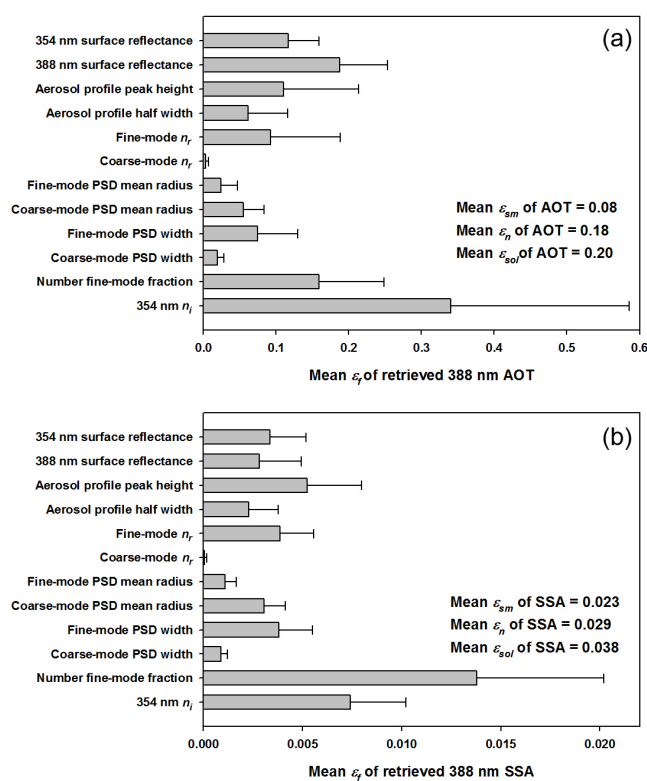 (a)
354 nm surface reflectance
388 nm surface reflectance
Aerosol profile peak height
Aerosol profile half width
Fine-mode nr
Coarse-mode nr
Fine-mode PSD mean radius
Coarse-mode PSD mean radius
Fine-mode PSD width
Coarse-mode PSD width
Number fine-mode fraction
354 nm ni
Mean εsm of AOT = 0.08
Mean εn of AOT = 0.18
Mean εsol of AOT = 0.20
0.0 0.1 0.2 0.3 0.4 0.5 0.6
Mean εf of retrieved 388 nm AOT
(b)
354 nm surface reflectance
388 nm surface reflectance
Aerosol profile peak height
Aerosol profile half width
Fine-mode nr
Coarse-mode nr
Fine-mode PSD mean radius
Coarse-mode PSD mean radius
Fine-mode PSD width
Coarse-mode PSD width
Number fine-mode fraction
354 nm ni
Mean εsm of SSA = 0.023
Mean εn of SSA = 0.029
Mean εsol of SSA = 0.038
0.000 0.005 0.010 0.015 0.020
Mean εf of retrieved 388 nm SSA